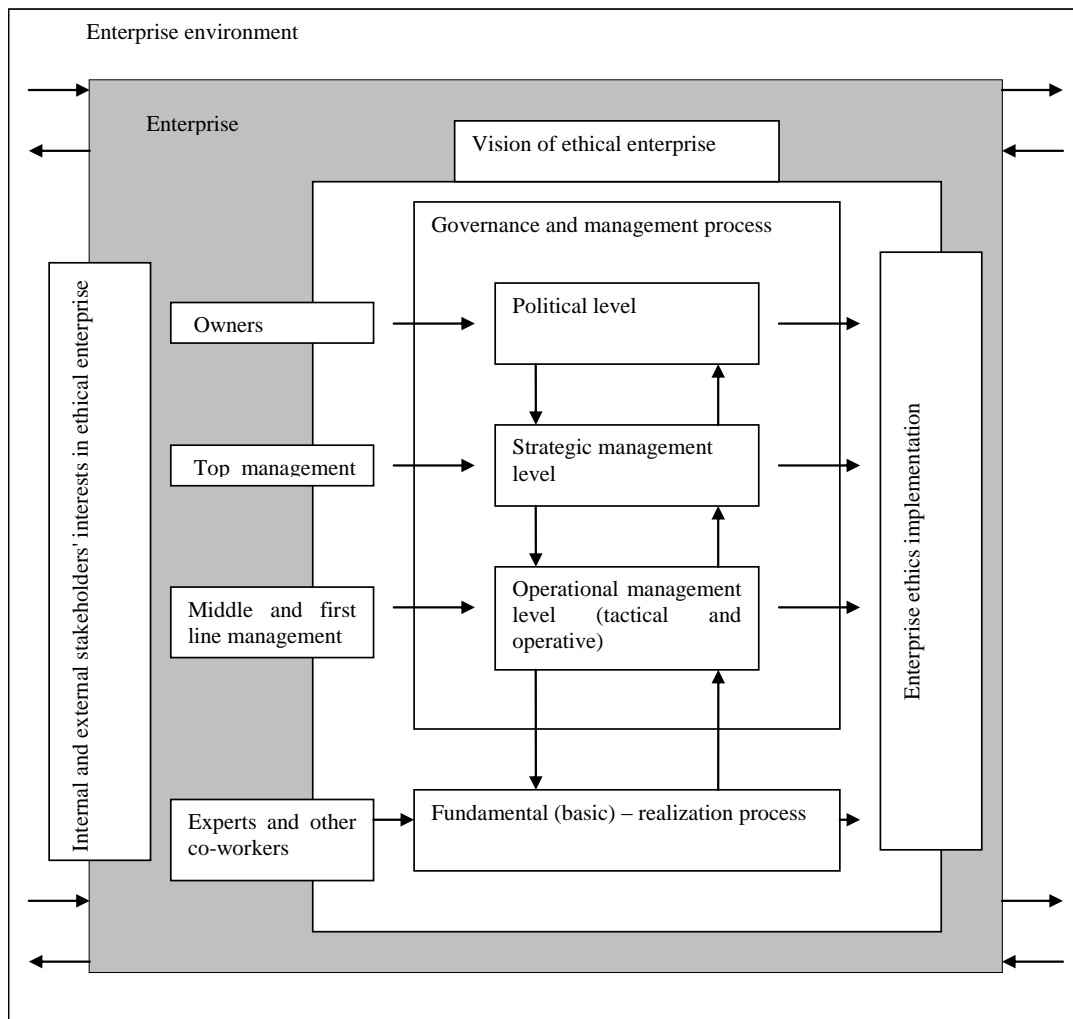 Enterprise environment
Enterprise
Vision of ethical enterprise
Governance and management process
Internal and external stakeholders' interests in ethical enterprise
Owners
Political level
Top management
Strategic management
level
Middle and first
line management
Operational management
level (tactical and
operative)
Experts and other
co-workers
Fundamental (basic) – realization process
Enterprise ethics implementation